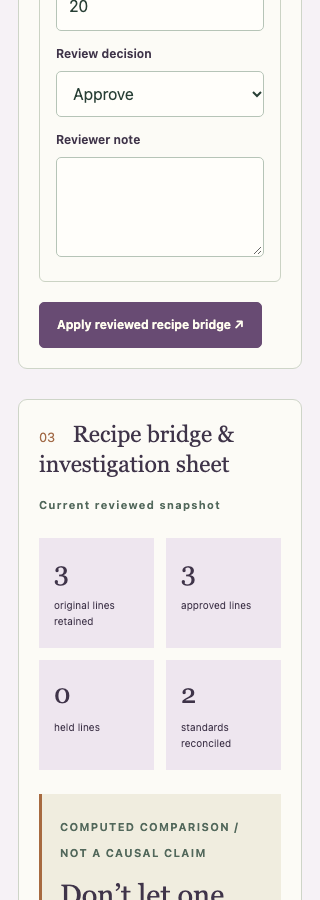 20
Review decision
Approve
Reviewer note
Apply reviewed recipe bridge ↗
03 Recipe bridge &
investigation sheet
Current reviewed snapshot
3
original lines
retained
3
approved lines
0
held lines
2
standards
reconciled
COMPUTED COMPARISON /
NOT A CAUSAL CLAIM
Don’t let one